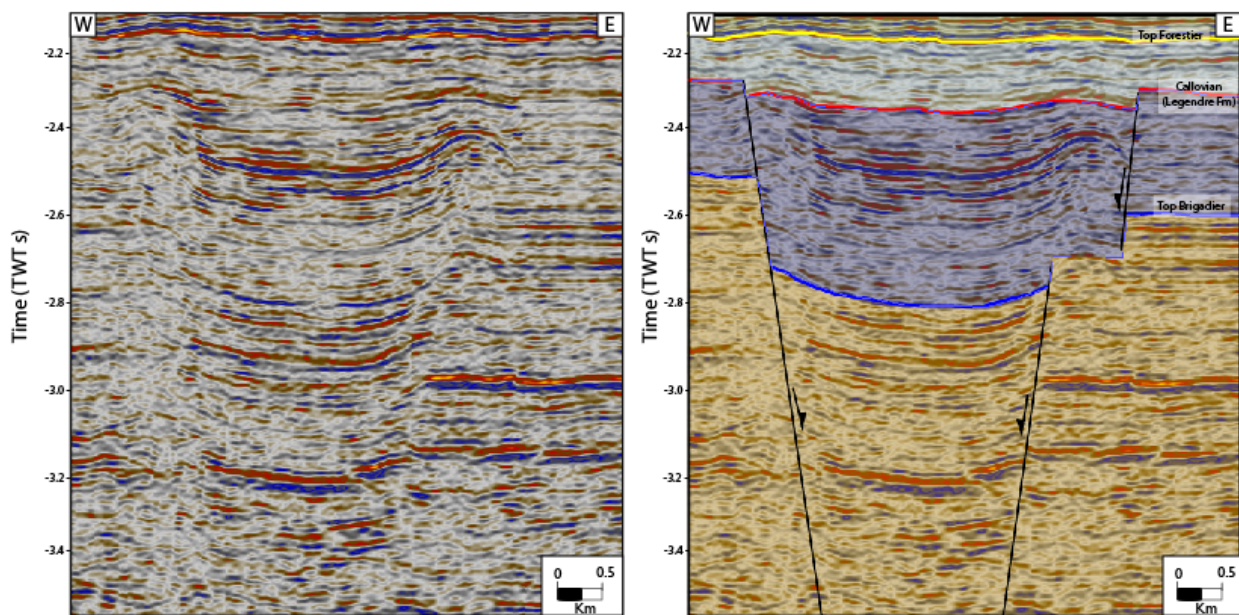 W
E
Time (TWT s)
-2.2
-2.4
-2.6
-2.8
-3.0
-3.2
-3.4
0 0.5
Km
W
E
Top Forestier
Callovian
(Legendre Fm)
Top Brigadier
Time (TWT s)
-2.2
-2.4
-2.6
-2.8
-3.0
-3.2
-3.4
0 0.5
Km